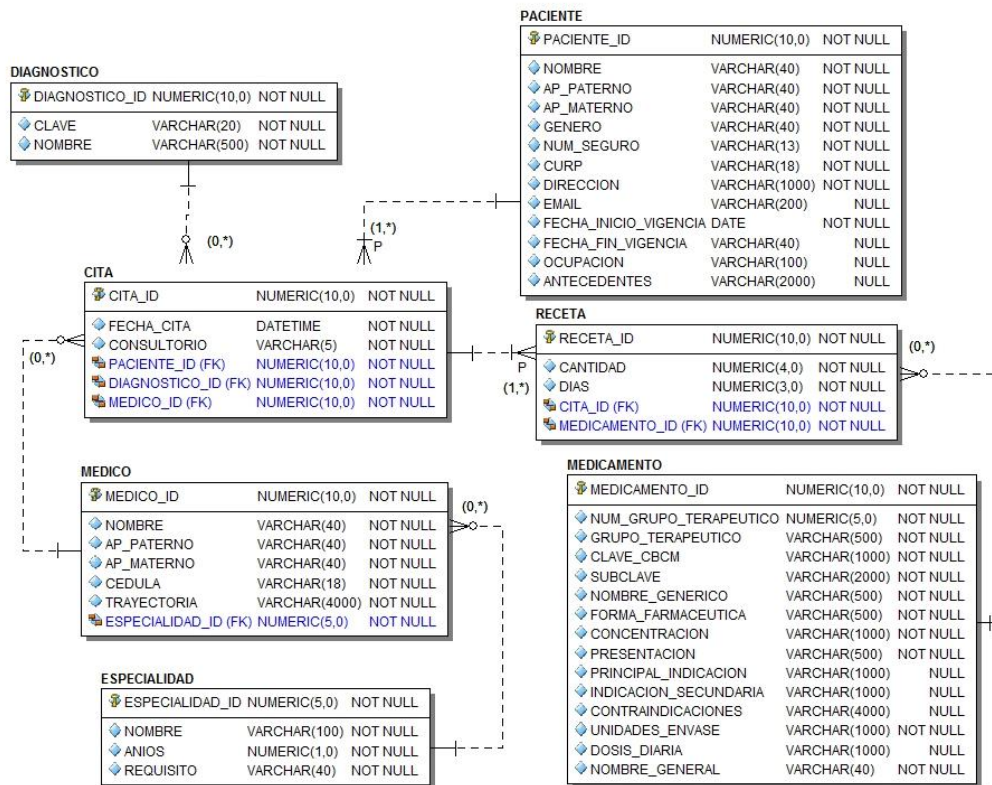 PACIENTE
PACIENTE_ID NUMERIC(10,0) NOT NULL
NOMBRE VARCHAR(40) NOT NULL
AP_PATERNO VARCHAR(40) NOT NULL
AP_MATERNO VARCHAR(40) NOT NULL
GENERO VARCHAR(40) NOT NULL
NUM_SEGURO VARCHAR(13) NOT NULL
CURP VARCHAR(18) NOT NULL
DIRECCION VARCHAR(1000) NOT NULL
EMAIL VARCHAR(200) NULL
FECHA_INICIO_VIGENCIA DATE NOT NULL
FECHA_FIN_VIGENCIA VARCHAR(40) NULL
OCUPACION VARCHAR(100) NULL
ANTECEDENTES VARCHAR(2000) NULL
DIAGNOSTICO
DIAGNOSTICO_ID NUMERIC(10,0) NOT NULL
CLAVE VARCHAR(20) NOT NULL
NOMBRE VARCHAR(500) NOT NULL
(0,*)
(1,*)
P
CITA
CITA_ID NUMERIC(10,0) NOT NULL
FECHA_CITA DATETIME NOT NULL
CONSULTORIO VARCHAR(5) NOT NULL
PACIENTE_ID (FK) NUMERIC(10,0) NOT NULL
DIAGNOSTICO_ID (FK) NUMERIC(10,0) NOT NULL
MEDICO_ID (FK) NUMERIC(10,0) NOT NULL
(0,*)
RECETA
RECETA_ID NUMERIC(10,0) NOT NULL
CANTIDAD NUMERIC(4,0) NOT NULL
DIAS NUMERIC(3,0) NOT NULL
CITA_ID (FK) NUMERIC(10,0) NOT NULL
MEDICAMENTO_ID (FK) NUMERIC(10,0) NOT NULL
(0,*)
P
(1,*)
MEDICO
MEDICO_ID NUMERIC(10,0) NOT NULL
NOMBRE VARCHAR(40) NOT NULL
AP_PATERNO VARCHAR(40) NOT NULL
AP_MATERNO VARCHAR(40) NOT NULL
CEDULA VARCHAR(18) NOT NULL
TRAYECTORIA VARCHAR(4000) NOT NULL
ESPECIALIDAD_ID (FK) NUMERIC(5,0) NOT NULL
(0,*)
MEDICAMENTO
MEDICAMENTO_ID NUMERIC(10,0) NOT NULL
NUM_GRUPO_TERAPEUTICO NUMERIC(5,0) NOT NULL
GRUPO_TERAPEUTICO VARCHAR(500) NOT NULL
CLAVE_CBCM VARCHAR(1000) NOT NULL
SUBCLAVE VARCHAR(2000) NOT NULL
NOMBRE_GENERICO VARCHAR(500) NOT NULL
FORMA_FARMACEUTICA VARCHAR(500) NOT NULL
CONCENTRACION VARCHAR(1000) NOT NULL
PRESENTACION VARCHAR(500) NOT NULL
PRINCIPAL_INDICACION VARCHAR(1000) NULL
INDICACION_SECUNDARIA VARCHAR(1000) NULL
CONTRAINDICACIONES VARCHAR(4000) NULL
UNIDADES_ENVASE VARCHAR(1000) NOT NULL
DOSIS_DIARIA VARCHAR(1000) NULL
NOMBRE_GENERAL VARCHAR(40) NOT NULL
ESPECIALIDAD
ESPECIALIDAD_ID NUMERIC(5,0) NOT NULL
NOMBRE VARCHAR(100) NOT NULL
ANIOS NUMERIC(1,0) NOT NULL
REQUISITO VARCHAR(40) NOT NULL